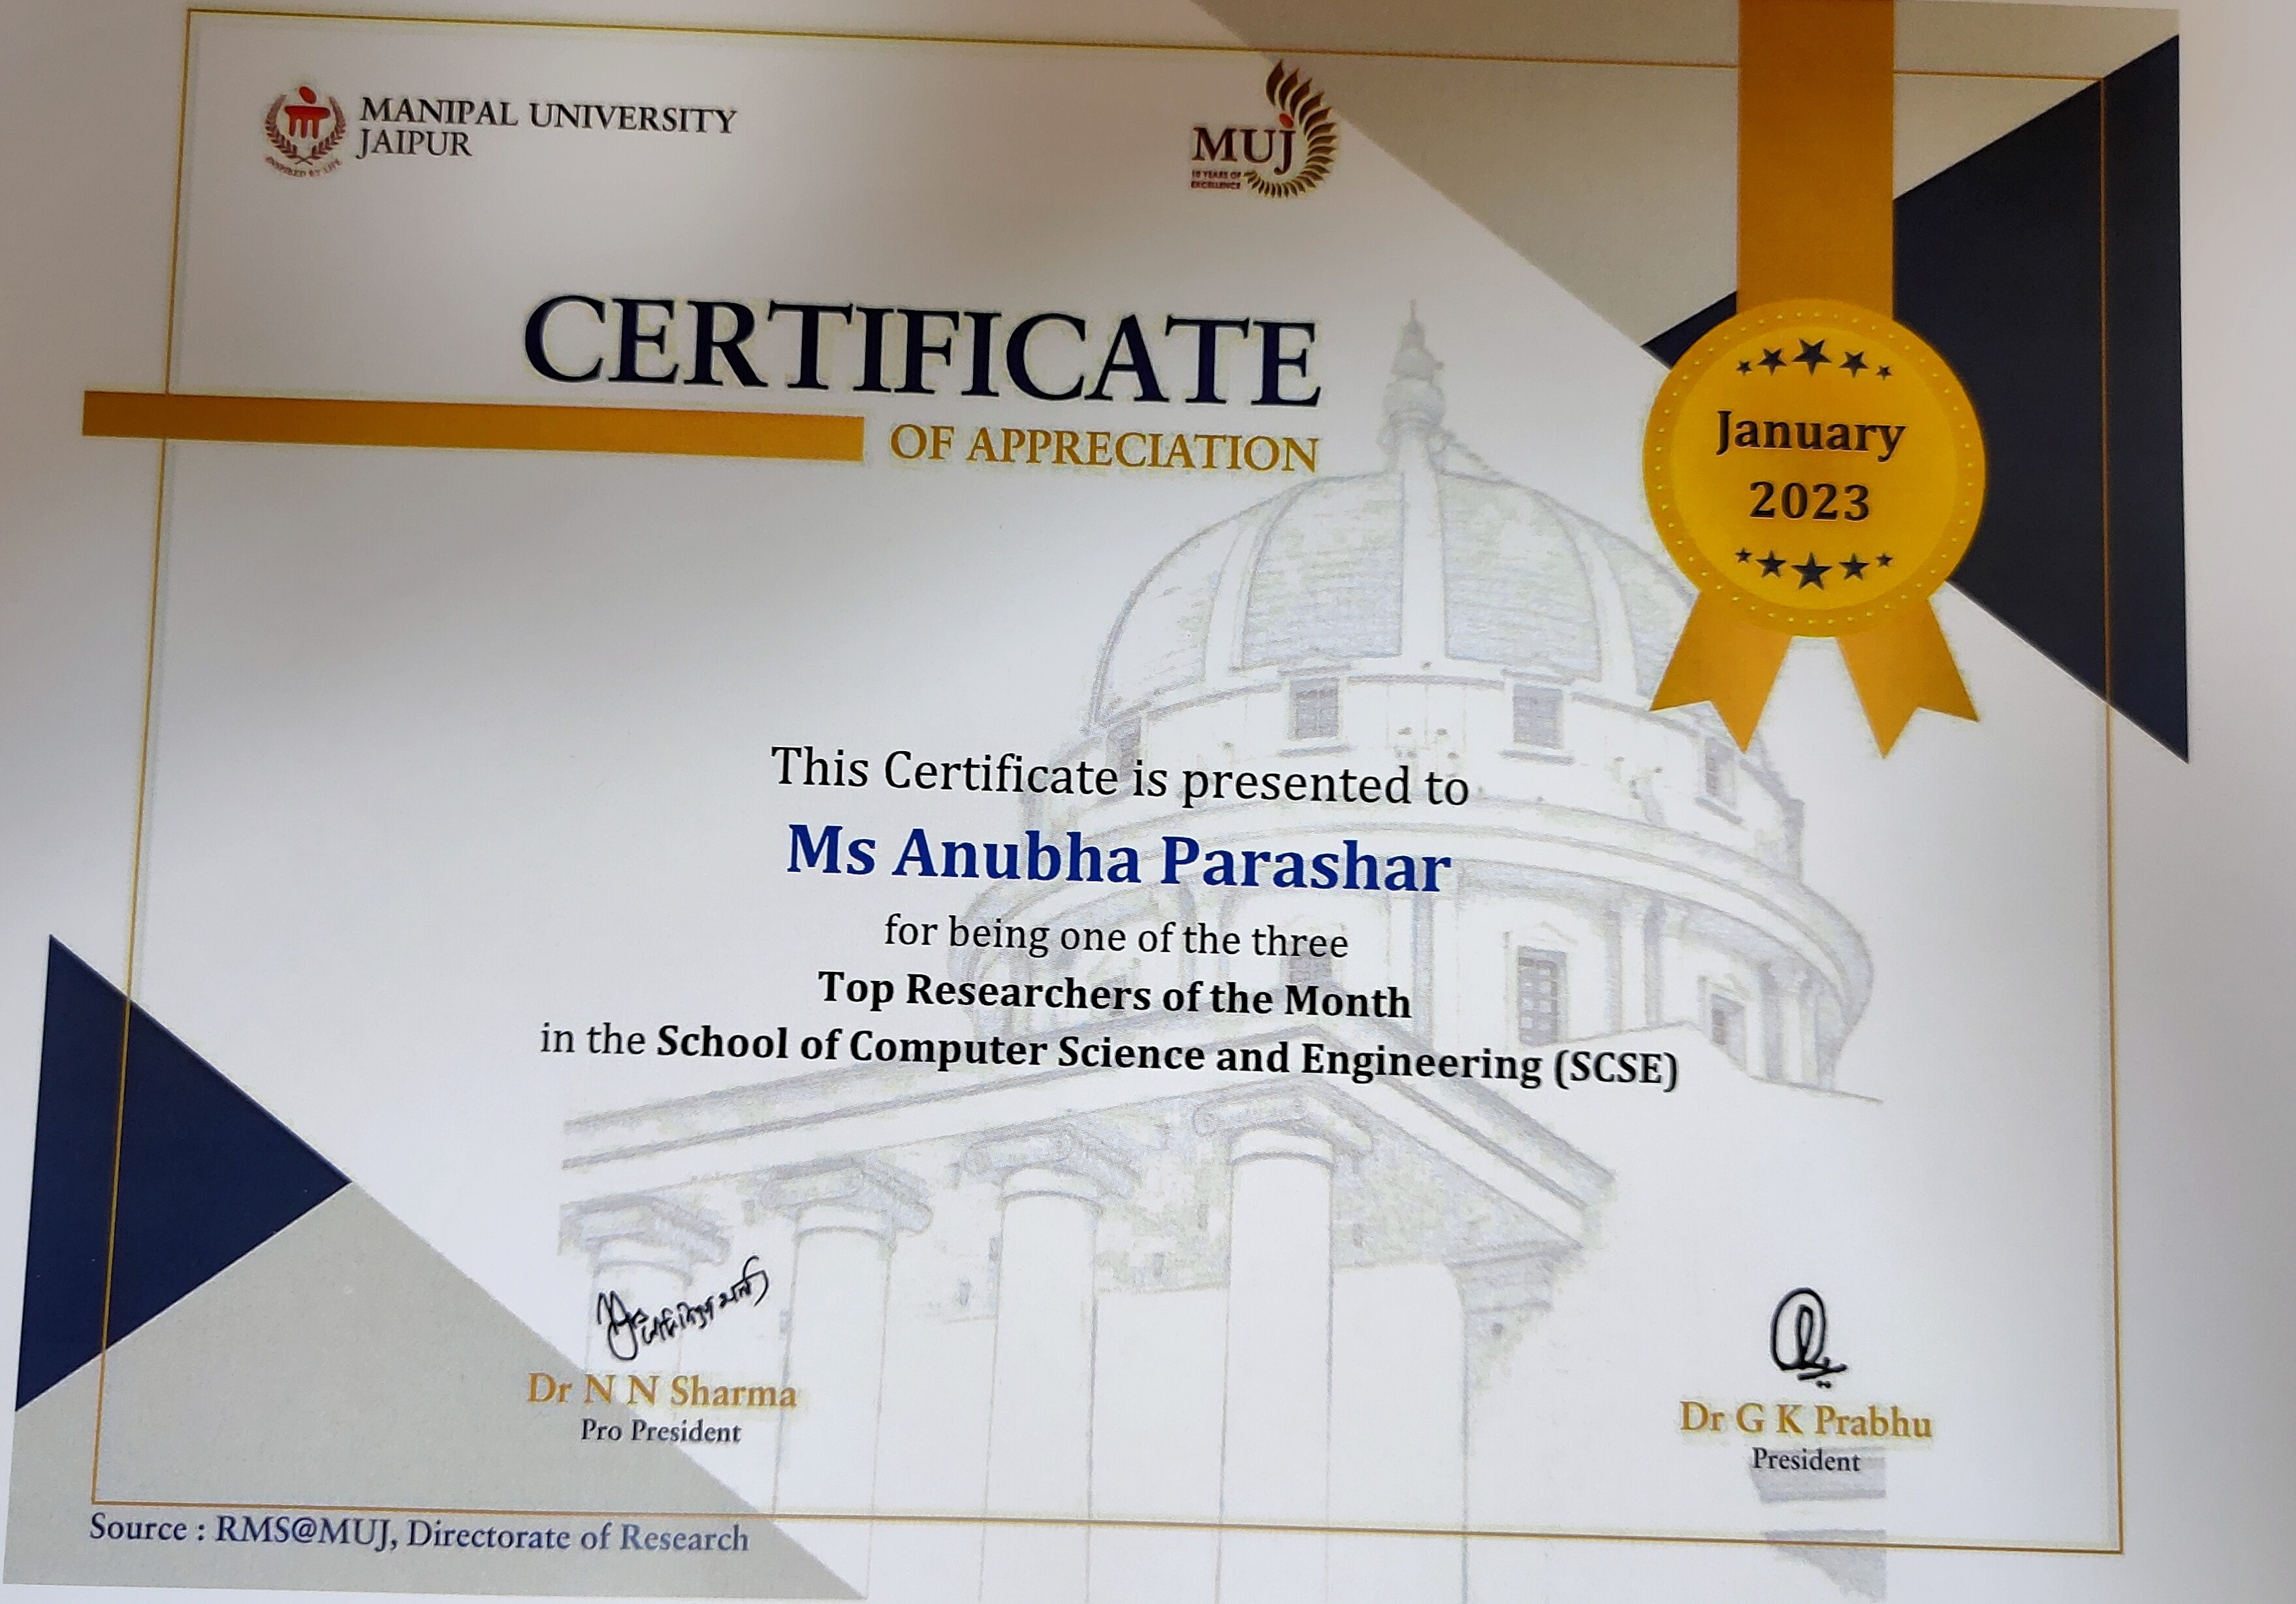 MANIPAL UNIVERSITY
JAIPUR
INSPIRED BY LIFE
MUJ
10 YEARS OF
EXCELLENCE
CERTIFICATE
OF APPRECIATION
January
2023
This Certificate is presented to
Ms Anubha Parashar
for being one of the three
Top Researchers of the Month
in the School of Computer Science and Engineering (SCSE)
Dr N N Sharma
Pro President
Dr G K Prabhu
President
Source : RMS@MUJ, Directorate of Research